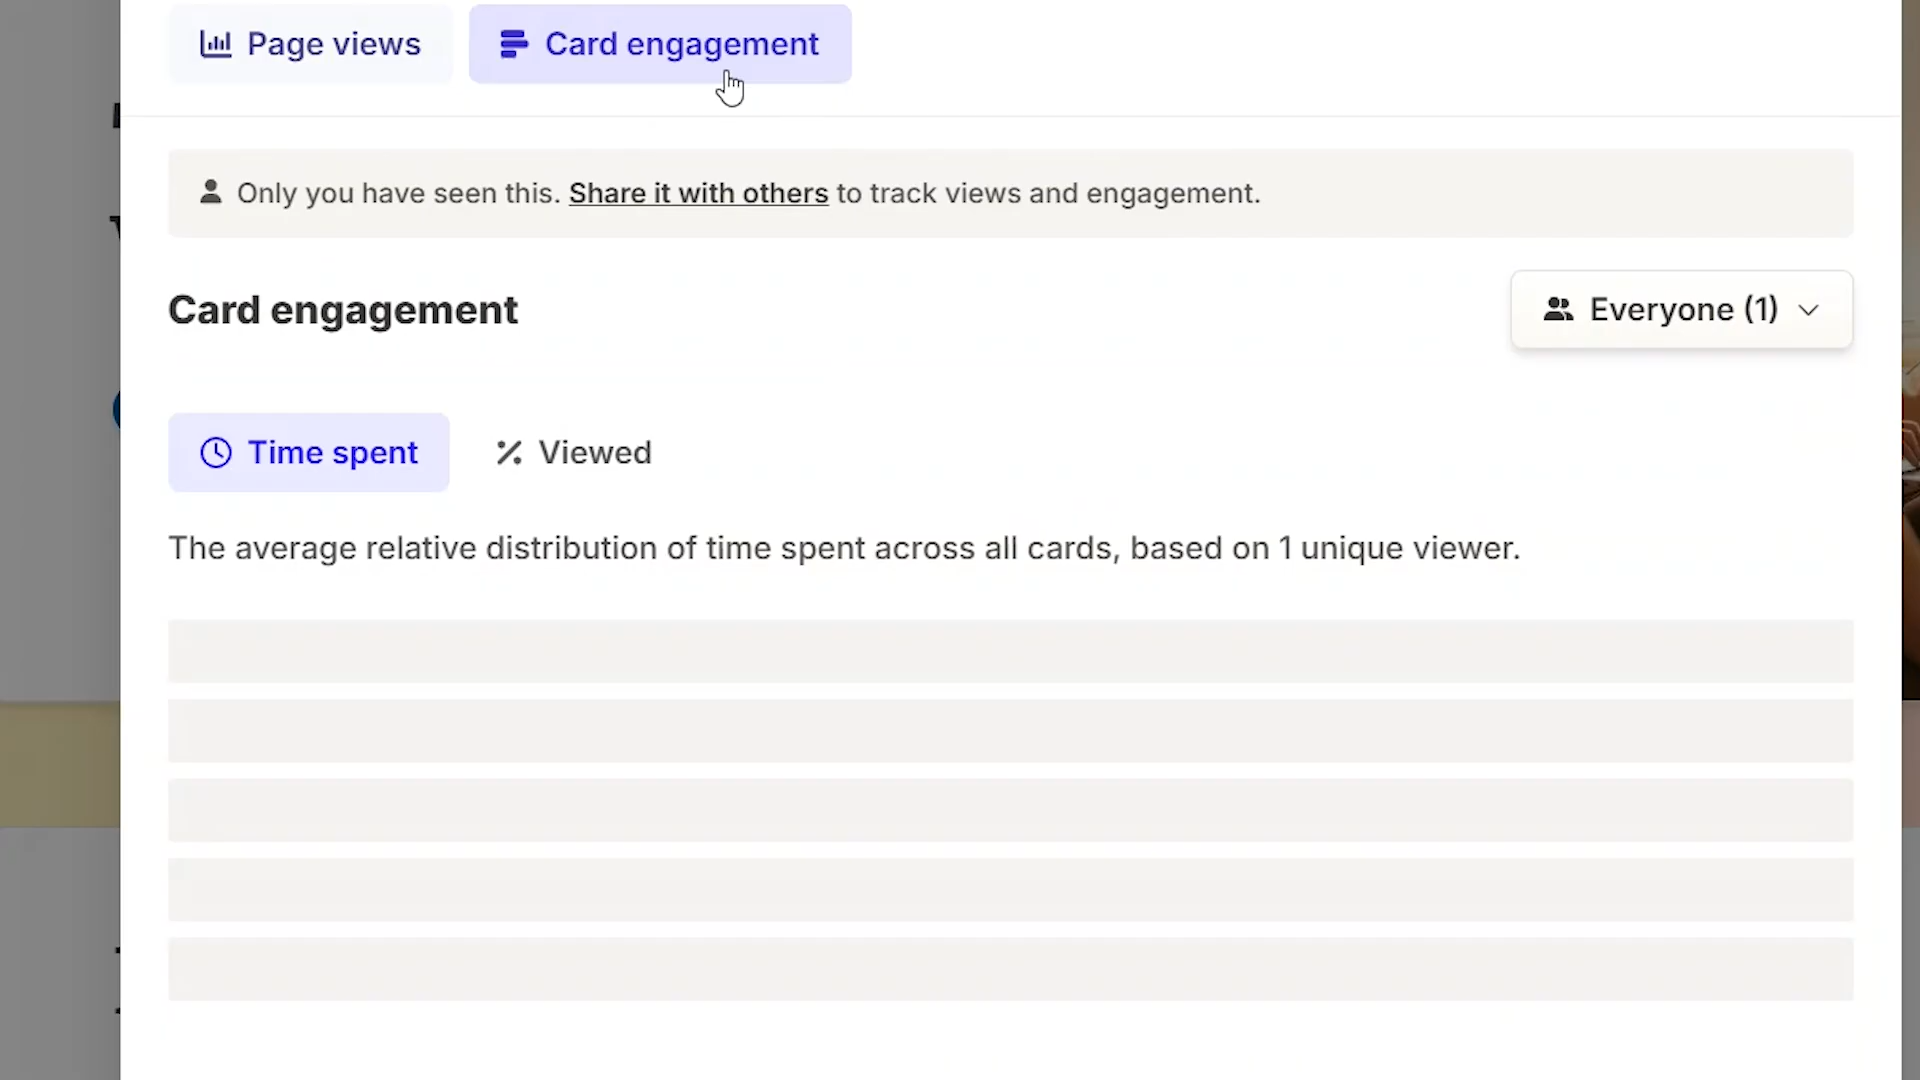 Page views
Card engagement
Only you have seen this. Share it with others to track views and engagement.
Card engagement
Everyone (1)
Time spent
Viewed
The average relative distribution of time spent across all cards, based on 1 unique viewer.